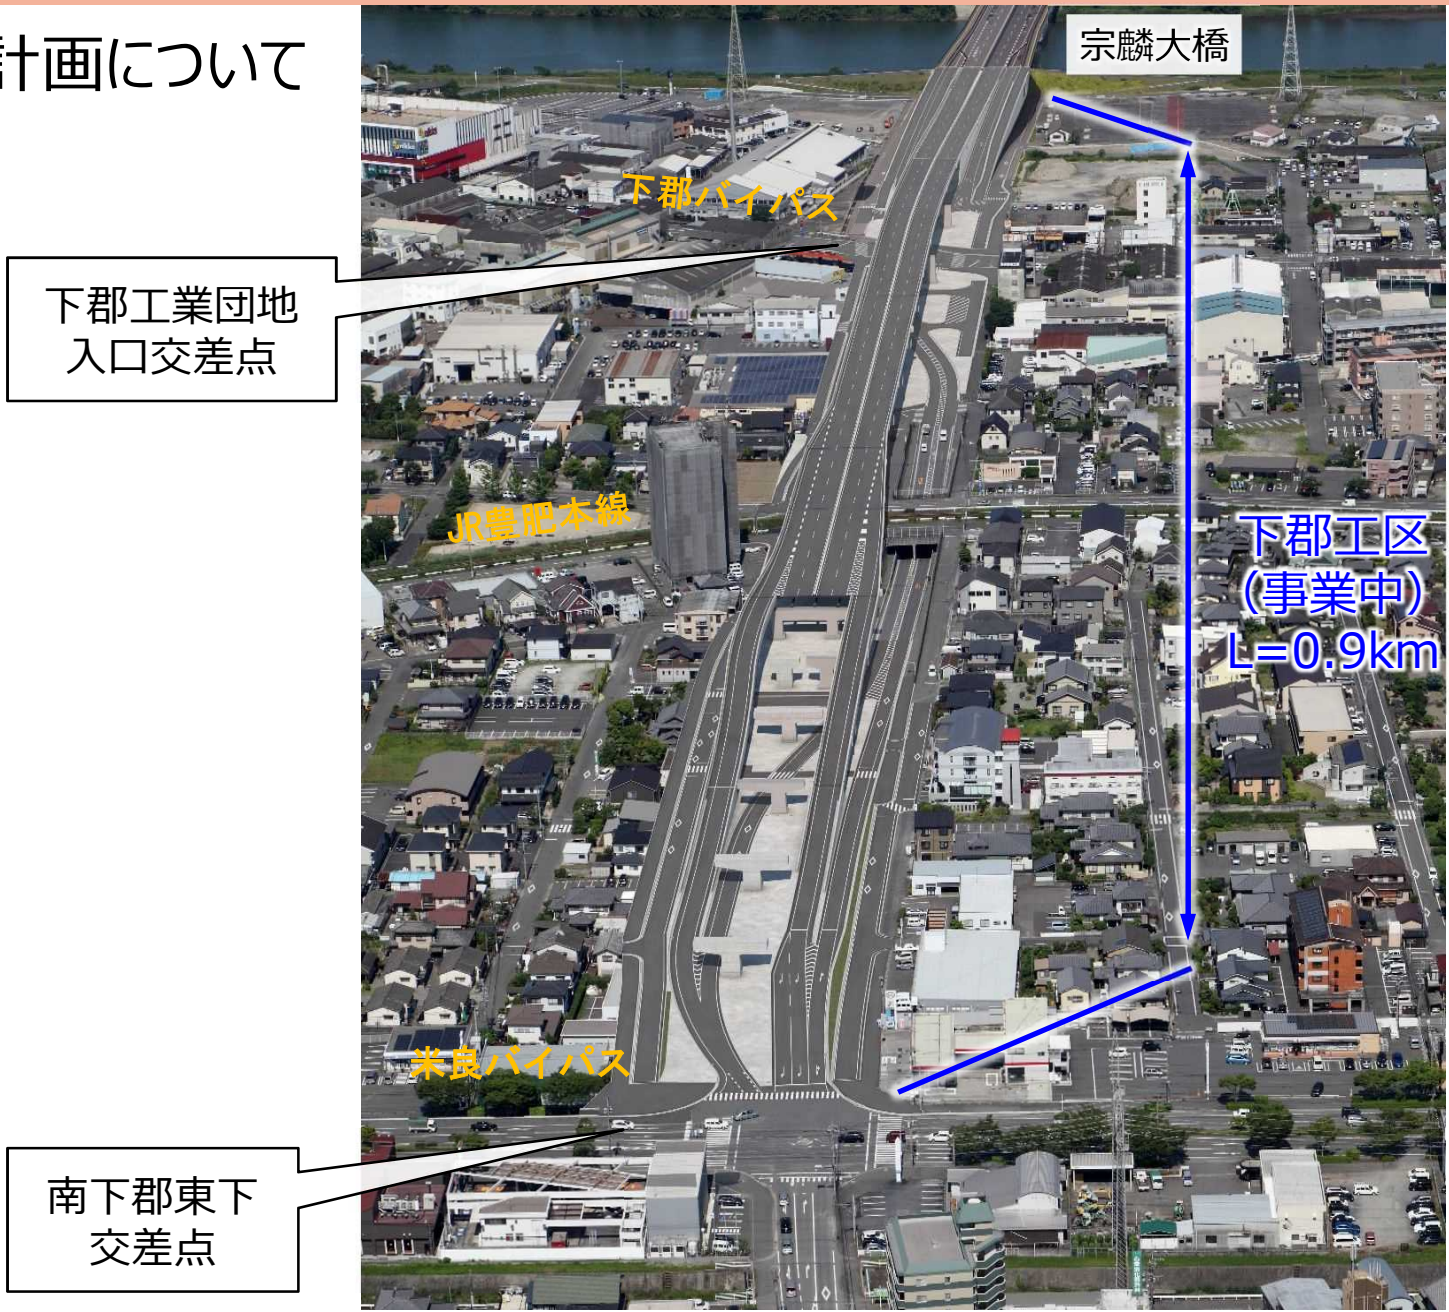 計画について
宗麟大橋
下郡バイパス
下郡工業団地
入口交差点
JR豊肥本線
下郡工区
（事業中）
L=0.9km
米良バイパス
南下郡東下
交差点